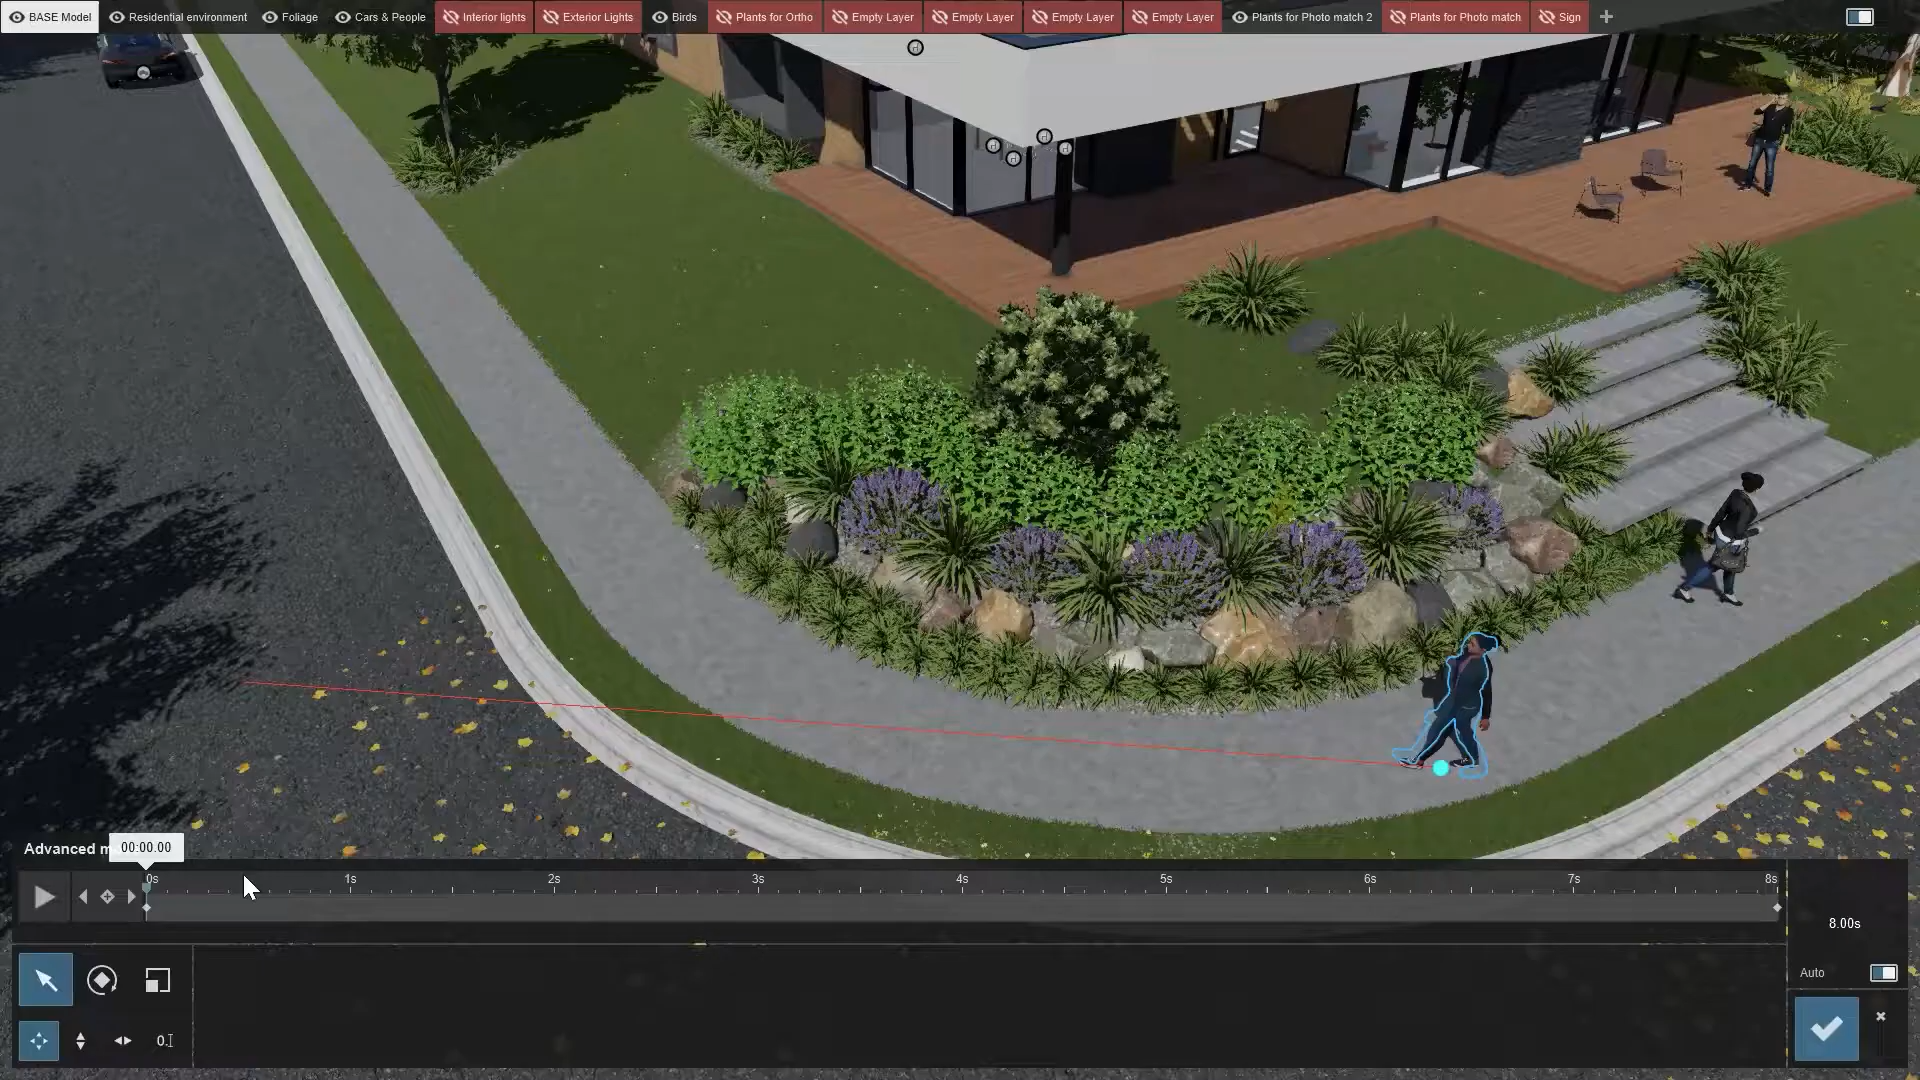 BASE Model Residential environment Foliage Cars & People Interior lights Exterior Lights Birds Plants for Ortho Empty Layer Empty Layer Empty Layer Empty Layer Plants for Photo match 2 Plants for Photo match Sign
Advanced m
00:00.00
0s 1s 2s 3s 4s 5s 6s 7s 8s
8.00s
Auto